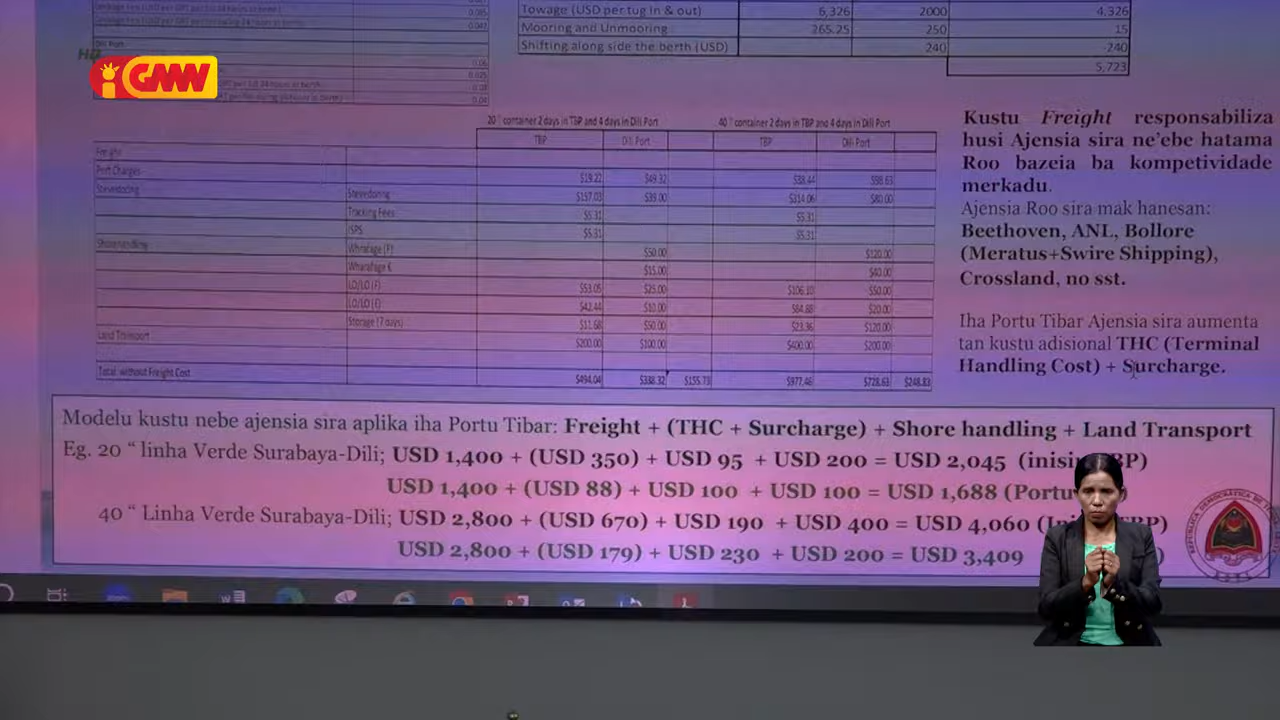 Towage (USD per tug in & out) 6,326 2000 4,326
Mooring and Unmooring 265.25 250 15
Shifting along side the berth (USD) 240 -240
5,723
HD
GMN
Dili Port
20 " container 2 days in TBP and 4 days in Dili Port 40 " container 2 days in TBP and 4 days in Dili Port
TBP Dili Port TBP Dili Port
Freight
Port Charges $19.22 $49.32 $38.44 $98.63
Stevedoring Stevedoring $157.03 $39.00 $314.06 $80.00
Tracking Fees $5.31 $5.31
ISPS $5.31 $5.31
Shorehandling Wharafage (F) $50.00 $120.00
Wharafage E $15.00 $40.00
LO/LO (F) $53.05 $25.00 $106.10 $50.00
LO/LO (E) $42.44 $10.00 $84.88 $20.00
Storage (7 days) $11.68 $50.00 $23.36 $120.00
Land Transport $200.00 $100.00 $400.00 $200.00
Total without Freight Cost $494.04 $338.32 $155.73 $977.46 $728.63 $248.83
Kustu Freight responsabiliza
husi Ajensia sira ne'ebe hatama
Roo bazeia ba kompetividade
merkadu.
Ajensia Roo sira mak hanesan:
Beethoven, ANL, Bollore
(Meratus+Swire Shipping),
Crossland, no sst.
Iha Portu Tibar Ajensia sira aumenta
tan kustu adisional THC (Terminal
Handling Cost) + Surcharge.
Modelu kustu nebe ajensia sira aplika iha Portu Tibar: Freight + (THC + Surcharge) + Shore handling + Land Transport
Eg. 20 " linha Verde Surabaya-Dili; USD 1,400 + (USD 350) + USD 95 + USD 200 = USD 2,045
USD 1,400 + (USD 88) + USD 100 + USD 100 = USD 1,688
40 " Linha Verde Surabaya-Dili; USD 2,800 + (USD 670) + USD 190 + USD 400 = USD 4,060
USD 2,800 + (USD 179) + USD 230 + USD 200 = USD 3,409